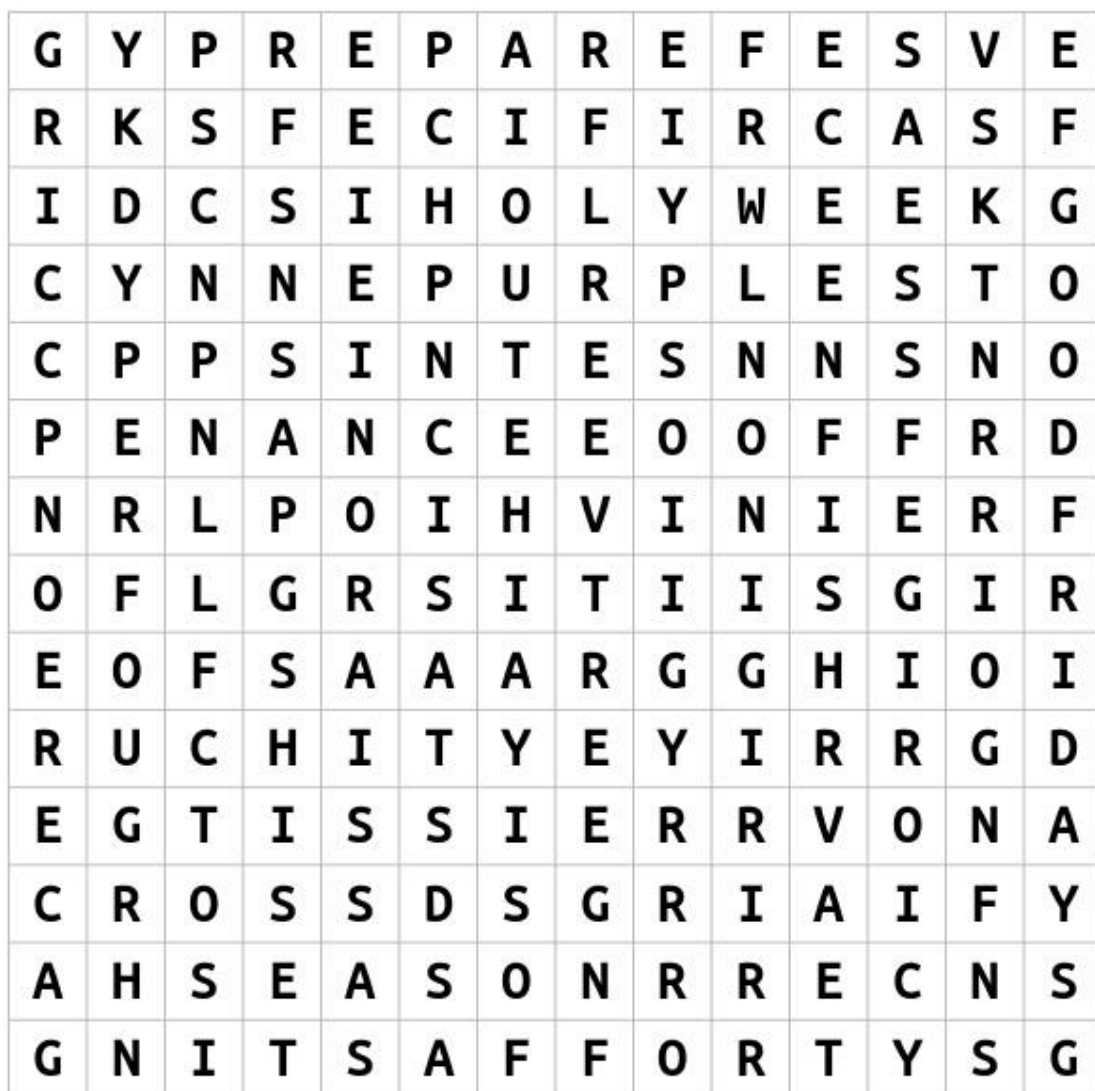 G Y P R E P A R E F E S V E
R K S F E C I F I R C A S F
I D C S I H O L Y W E E K G
C Y N N E P U R P L E S T O
C P P S I N T E S N N S N O
P E N A N C E E O O F F R D
N R L P O I H V I N I E R F
O F L G R S I T I I S G I R
E O F S A A A R G G H I O I
R U C H I T Y E Y I R R G D
E G T I S S I E R R V O N A
C R O S S D S G R I A I F Y
A H S E A S O N R R E C N S
G N I T S A F F O R T Y S G